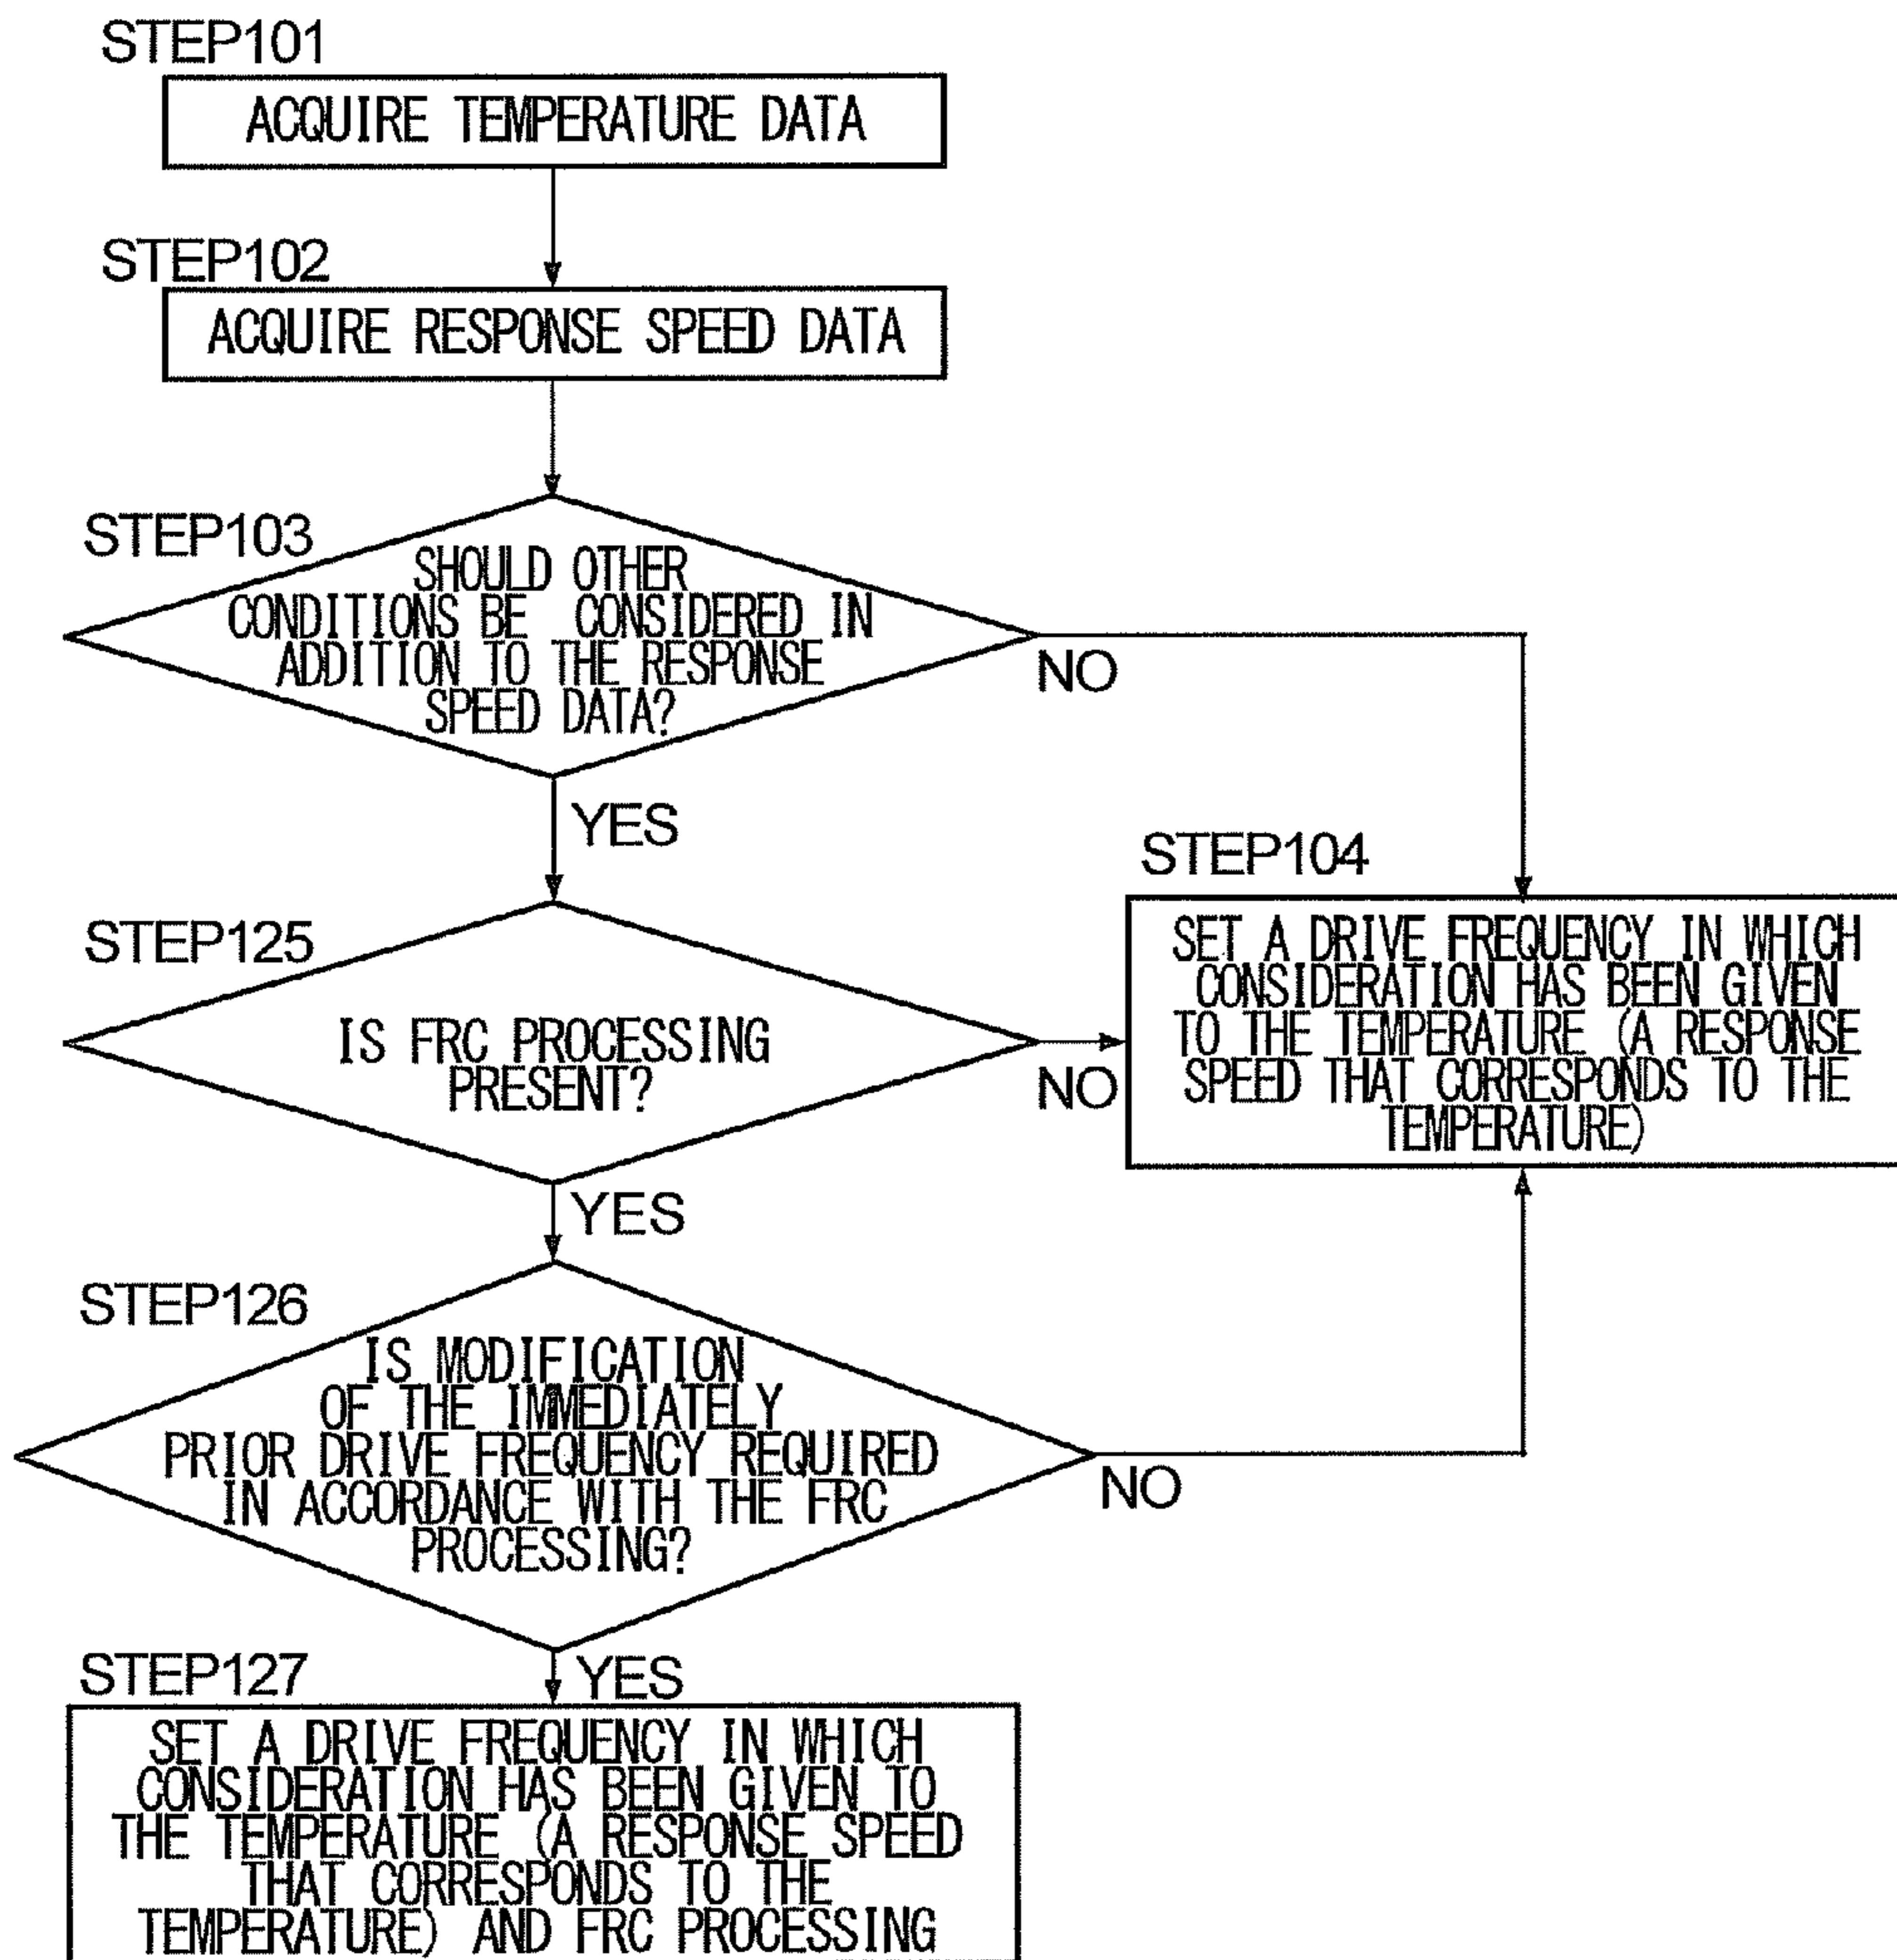 STEP101
ACQUIRE TEMPERATURE DATA
STEP102
ACQUIRE RESPONSE SPEED DATA
STEP103
SHOULD OTHER
CONDITIONS BE CONSIDERED IN
ADDITION TO THE RESPONSE
SPEED DATA?
NO
YES
STEP104
SET A DRIVE FREQUENCY IN WHICH
CONSIDERATION HAS BEEN GIVEN
TO THE TEMPERATURE (A RESPONSE
SPEED THAT CORRESPONDS TO THE
TEMPERATURE)
STEP125
IS FRC PROCESSING
PRESENT?
NO
YES
STEP126
IS MODIFICATION
OF THE IMMEDIATELY
PRIOR DRIVE FREQUENCY REQUIRED
IN ACCORDANCE WITH THE FRC
PROCESSING?
NO
YES
STEP127
SET A DRIVE FREQUENCY IN WHICH
CONSIDERATION HAS BEEN GIVEN TO
THE TEMPERATURE (A RESPONSE SPEED
THAT CORRESPONDS TO THE
TEMPERATURE) AND FRC PROCESSING